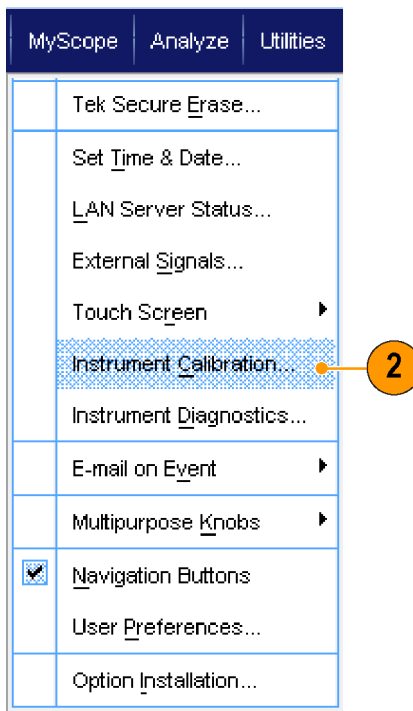 MyScope Analyze Utilities
Tek Secure Erase...
Set Time & Date...
LAN Server Status...
External Signals...
Touch Screen
Instrument Calibration...
2
Instrument Diagnostics...
E-mail on Event
Multipurpose Knobs
Navigation Buttons
User Preferences...
Option Installation...